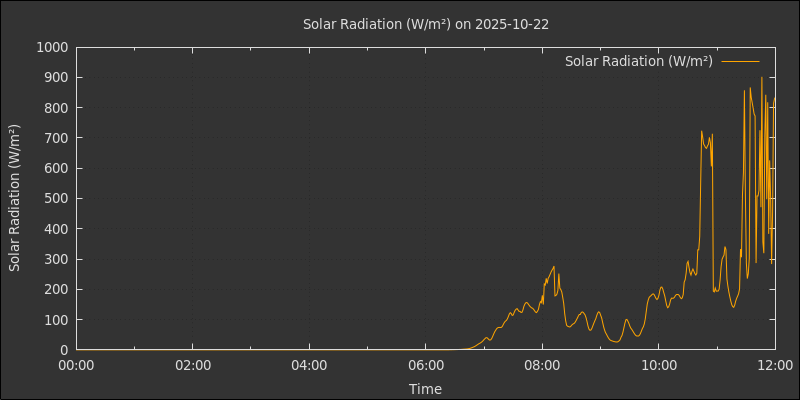 Solar Radiation (W/m²) on 2025-10-22
Solar Radiation (W/m²)
Solar Radiation (W/m²)
1000
900
800
700
600
500
400
300
200
100
0
00:00 02:00 04:00 06:00 08:00 10:00 12:00
Time